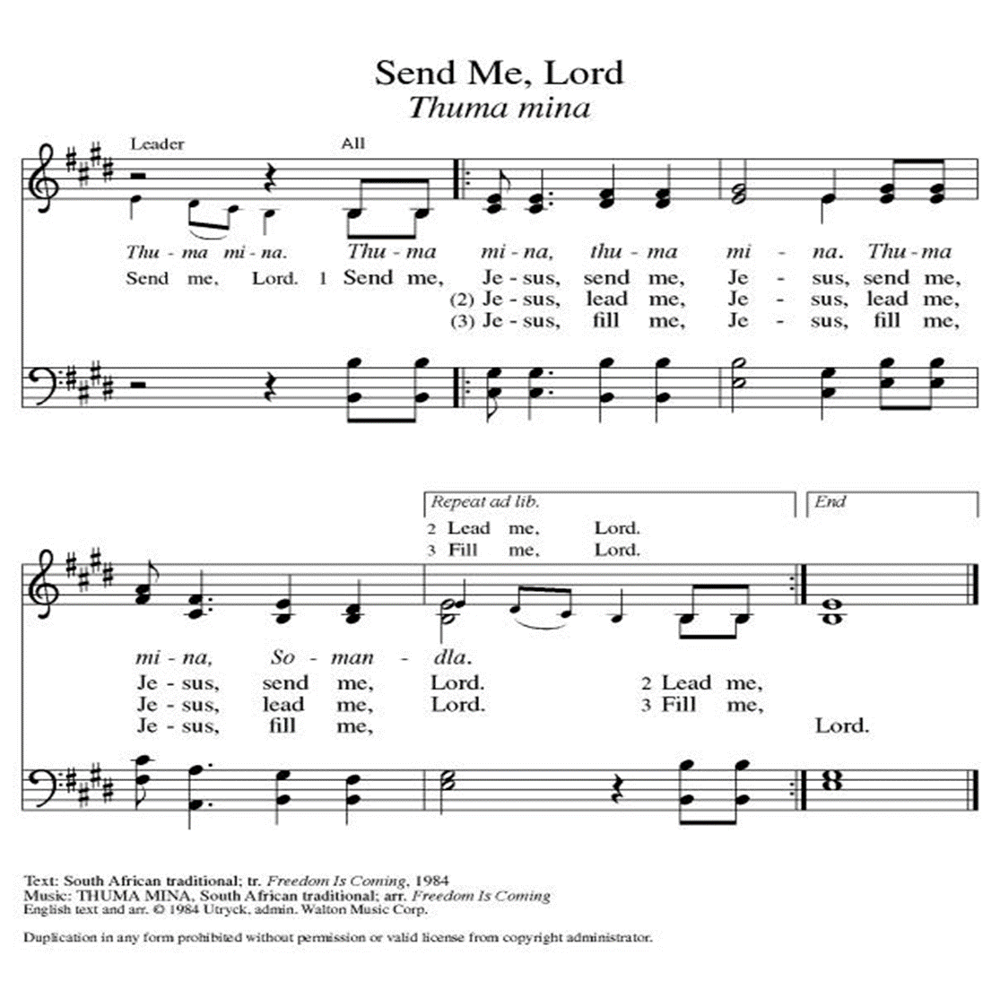 Send Me, Lord
Thuma mina
Leader All
Thu - ma mi - na. Thu - ma mi - na, thu - ma mi - na. Thu - ma
Send me, Lord. 1 Send me, Je - sus, send me, Je - sus, send me,
(2) Je - sus, lead me, Je - sus, lead me,
(3) Je - sus, fill me, Je - sus, fill me,
Repeat ad lib. End
2 Lead me, Lord.
3 Fill me, Lord.
mi - na, So - man - dla.
Je - sus, send me, Lord. 2 Lead me,
Je - sus, lead me, Lord. 3 Fill me,
Je - sus, fill me, Lord.
Text: South African traditional; tr. Freedom Is Coming, 1984
Music: THUMA MINA, South African traditional; arr. Freedom Is Coming
English text and arr. © 1984 Utryck, admin. Walton Music Corp.
Duplication in any form prohibited without permission or valid license from copyright administrator.